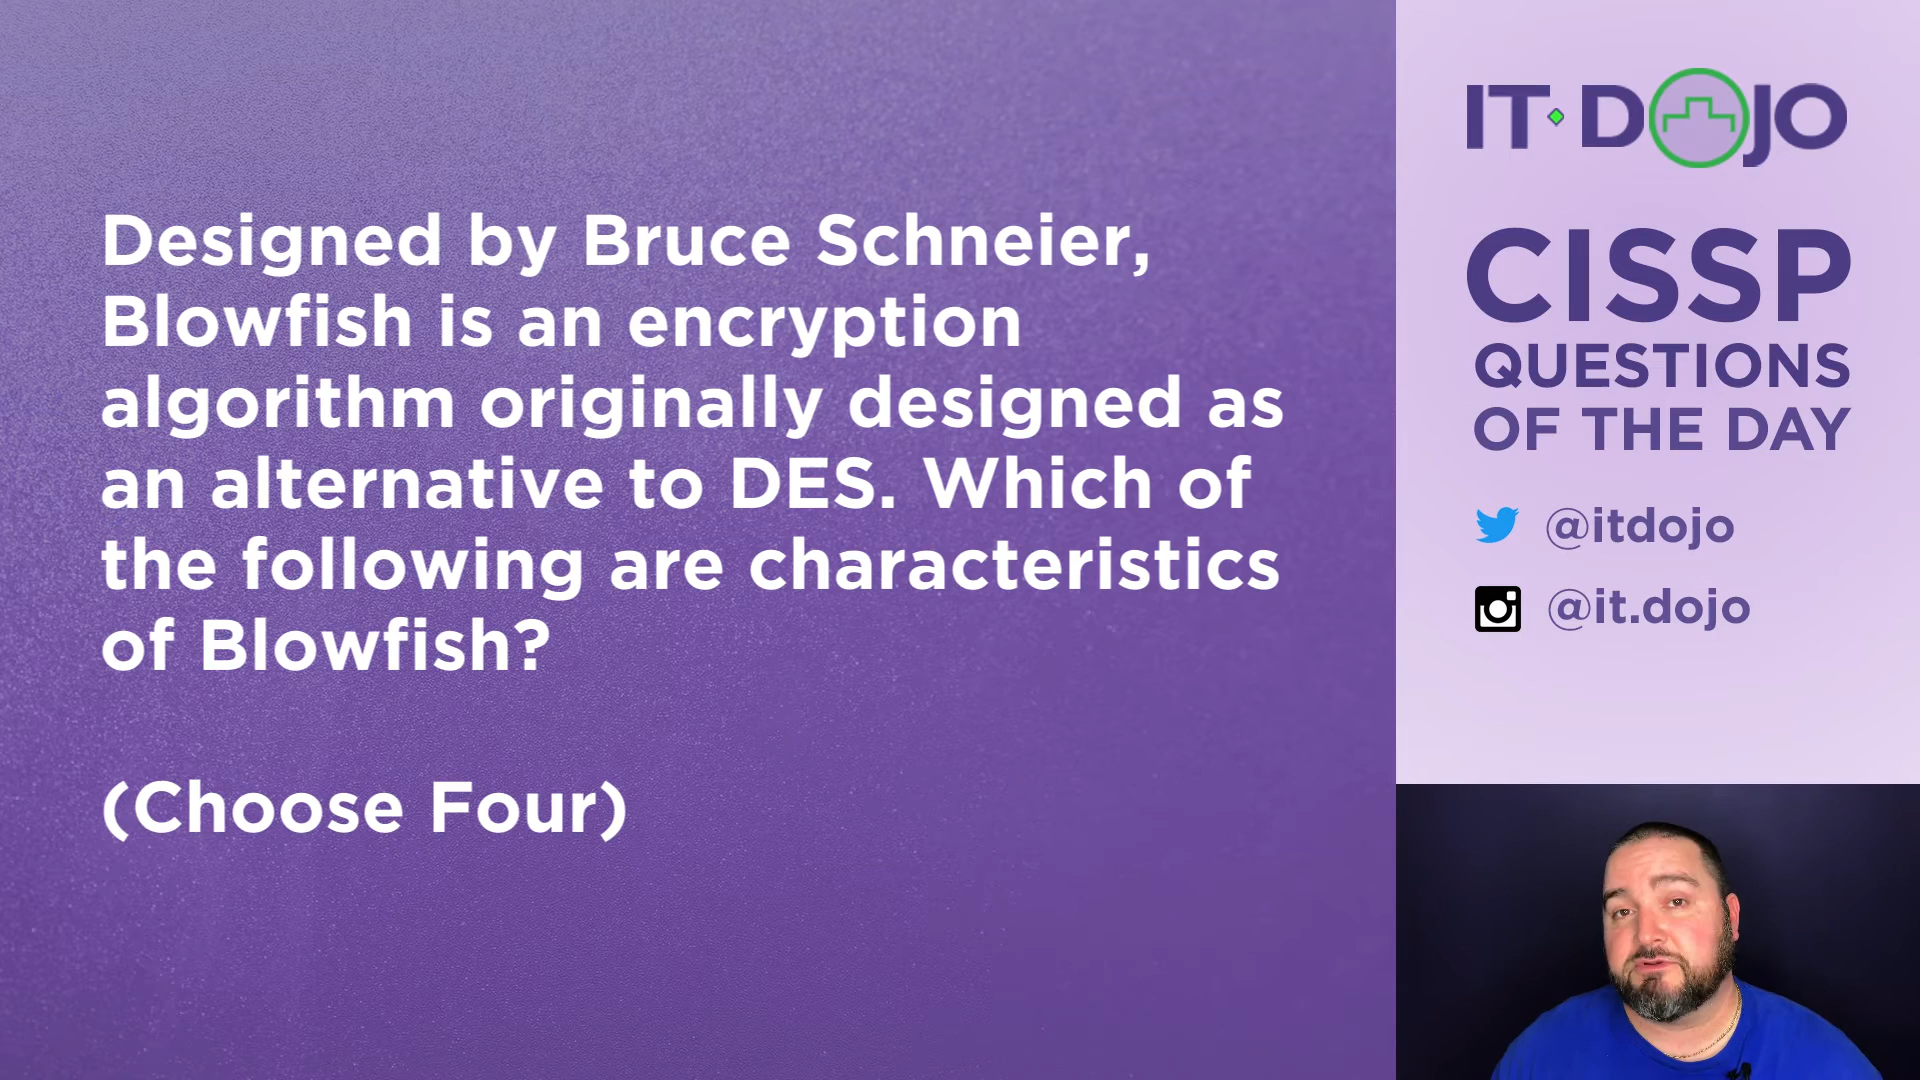 Designed by Bruce Schneier,
Blowfish is an encryption
algorithm originally designed as
an alternative to DES. Which of
the following are characteristics
of Blowfish?
(Choose Four)
IT DOJO
CISSP
QUESTIONS
OF THE DAY
@itdojo
@it.dojo